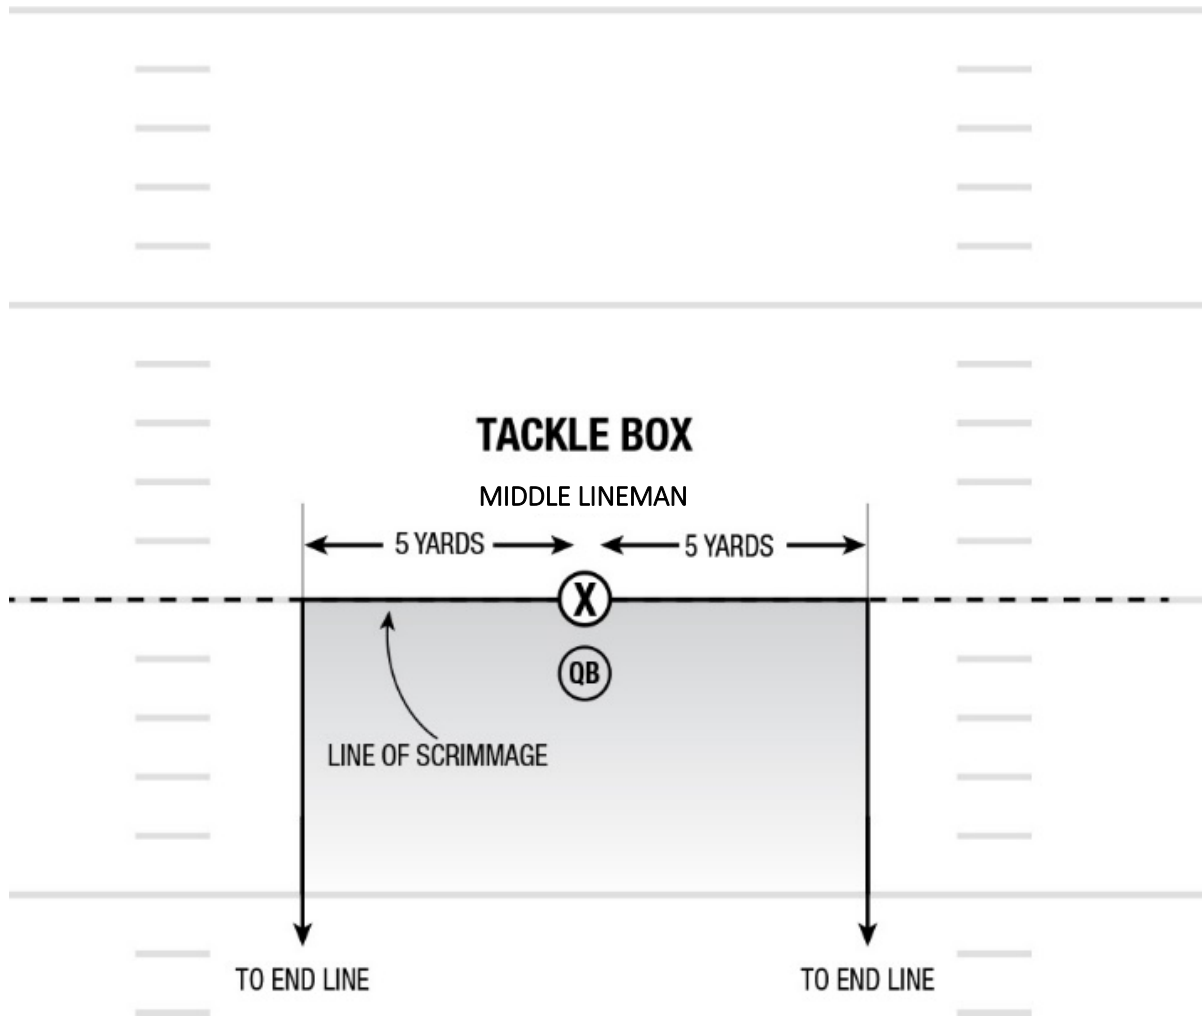 TACKLE BOX
MIDDLE LINEMAN
5 YARDS
5 YARDS
X
QB
LINE OF SCRIMMAGE
TO END LINE
TO END LINE